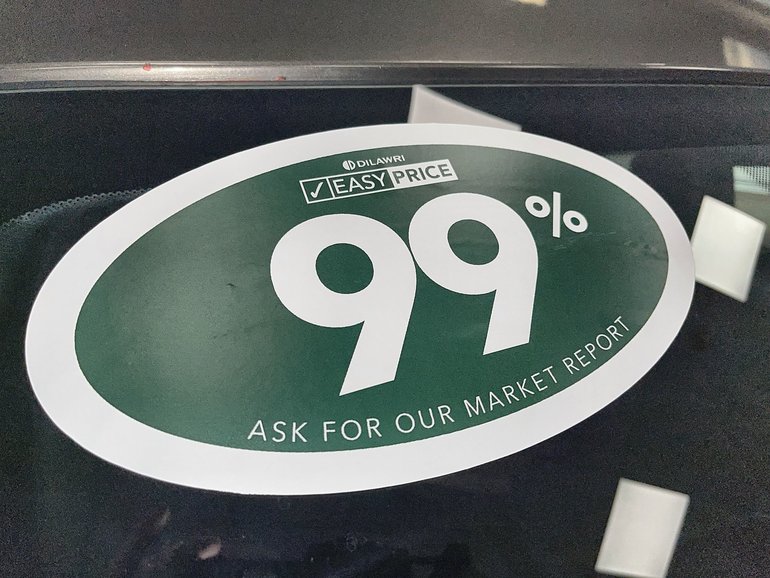 DILAWRI
✓ EASY PRICE
99%
ASK FOR OUR MARKET REPORT